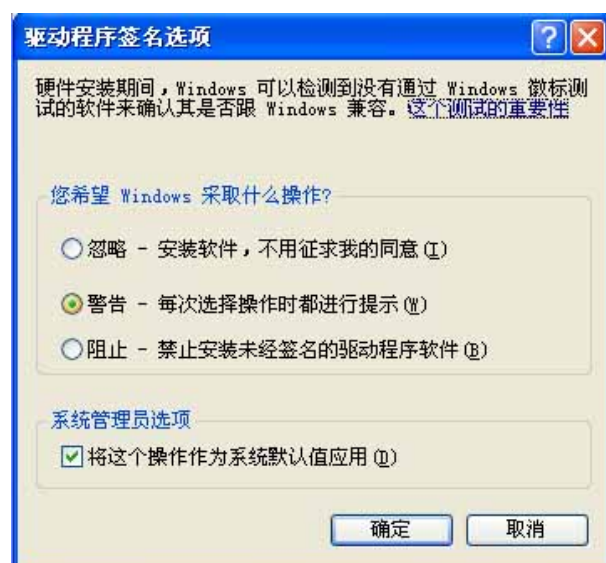 驱动程序签名选项
硬件安装期间，Windows 可以检测到没有通过 Windows 徽标测
试的软件来确认其是否跟 Windows 兼容。这个测试的重要性
您希望 Windows 采取什么操作?
忽略 - 安装软件，不用征求我的同意(I)
警告 - 每次选择操作时都进行提示(W)
阻止 - 禁止安装未经签名的驱动程序软件(B)
系统管理员选项
将这个操作作为系统默认值应用(D)
确定
取消